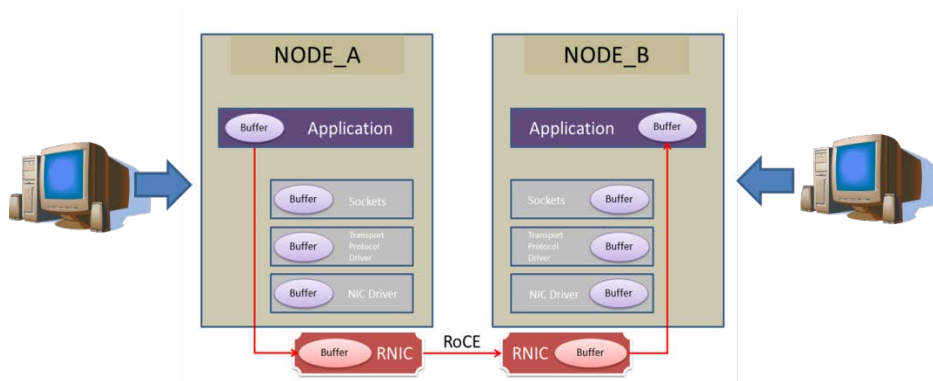 NODE_A
NODE_B
Buffer
Application
Application
Buffer
Buffer
Sockets
Sockets
Buffer
Buffer
Transport
Protocol
Driver
Transport
Protocol
Driver
Buffer
Buffer
NIC Driver
NIC Driver
Buffer
Buffer
RNIC
RoCE
RNIC
Buffer